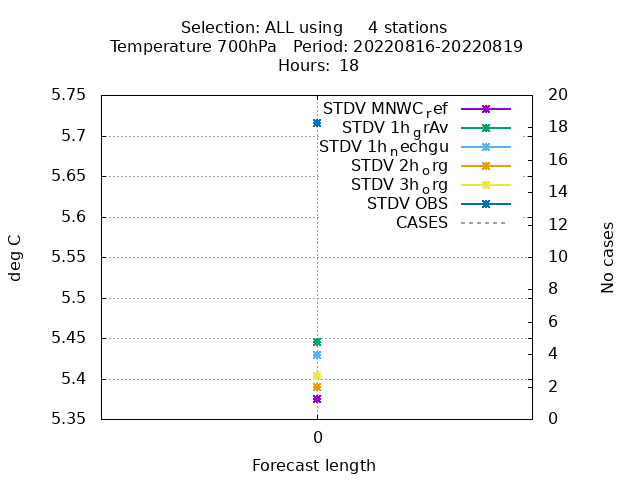 Selection: ALL using     4 stations
Temperature 700hPa   Period: 20220816-20220819
Hours:  18
5.75
5.7
5.65
5.6
5.55
5.5
5.45
5.4
5.35
deg C
STDV MNWC_ref
STDV 1h_grAv
STDV 1h_nechgu
STDV 2h_org
STDV 3h_org
STDV OBS
CASES
20
18
16
14
12
10
8
6
4
2
0
No cases
0
Forecast length